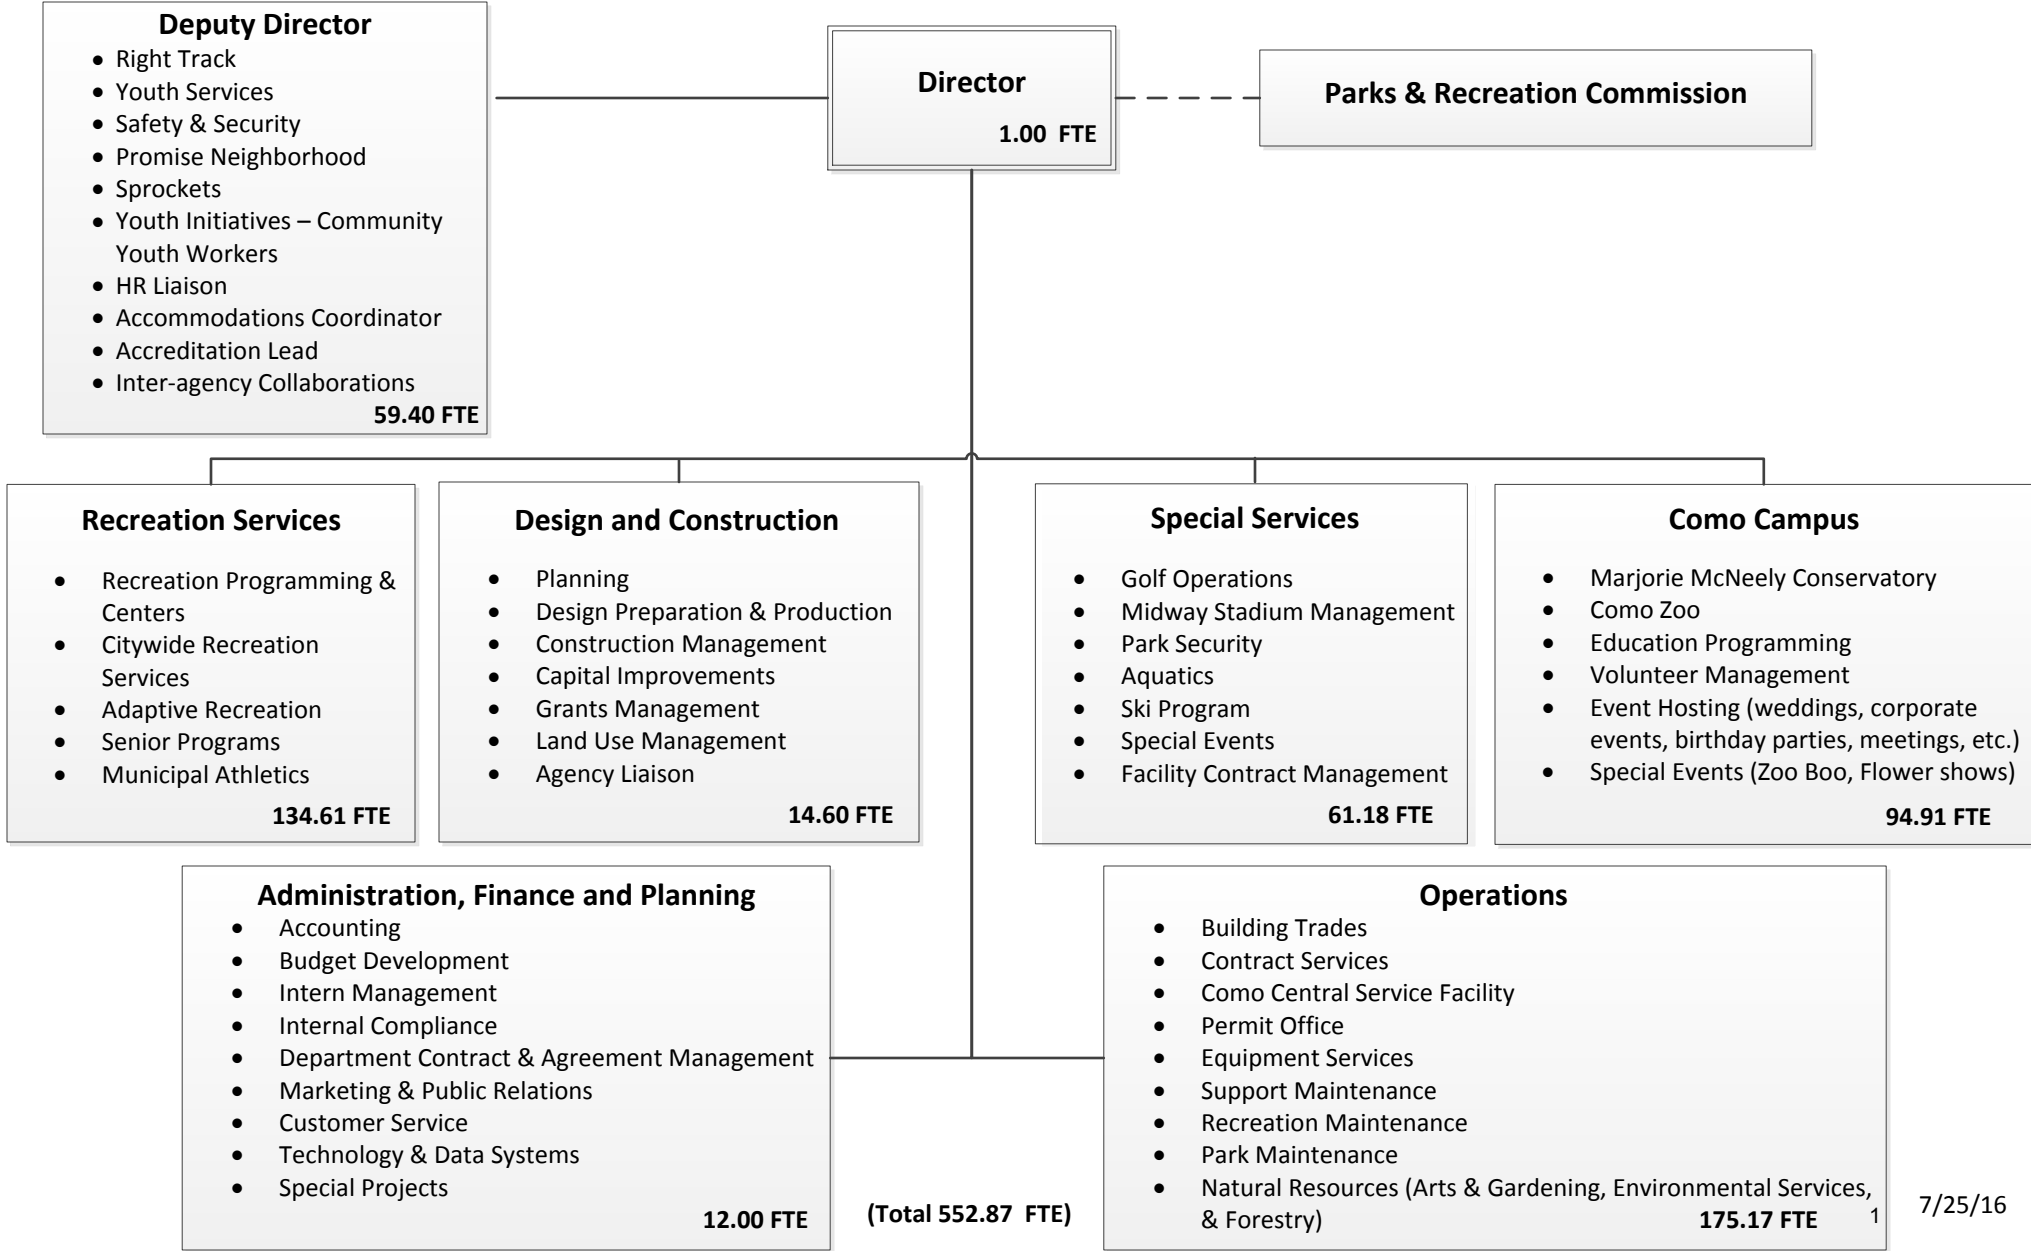 Deputy Director
• Right Track
• Youth Services
• Safety & Security
• Promise Neighborhood
• Sprockets
• Youth Initiatives – Community
Youth Workers
• HR Liaison
• Accommodations Coordinator
• Accreditation Lead
• Inter-agency Collaborations
59.40 FTE
Director
1.00 FTE
Parks & Recreation Commission
Recreation Services
• Recreation Programming &
Centers
• Citywide Recreation
Services
• Adaptive Recreation
• Senior Programs
• Municipal Athletics
134.61 FTE
Design and Construction
• Planning
• Design Preparation & Production
• Construction Management
• Capital Improvements
• Grants Management
• Land Use Management
• Agency Liaison
14.60 FTE
Special Services
• Golf Operations
• Midway Stadium Management
• Park Security
• Aquatics
• Ski Program
• Special Events
• Facility Contract Management
61.18 FTE
Como Campus
• Marjorie McNeely Conservatory
• Como Zoo
• Education Programming
• Volunteer Management
• Event Hosting (weddings, corporate
events, birthday parties, meetings, etc.)
• Special Events (Zoo Boo, Flower shows)
94.91 FTE
Administration, Finance and Planning
• Accounting
• Budget Development
• Intern Management
• Internal Compliance
• Department Contract & Agreement Management
• Marketing & Public Relations
• Customer Service
• Technology & Data Systems
• Special Projects
12.00 FTE
(Total 552.87 FTE)
Operations
• Building Trades
• Contract Services
• Como Central Service Facility
• Permit Office
• Equipment Services
• Support Maintenance
• Recreation Maintenance
• Park Maintenance
• Natural Resources (Arts & Gardening, Environmental Services,
& Forestry)
175.17 FTE
1
7/25/16